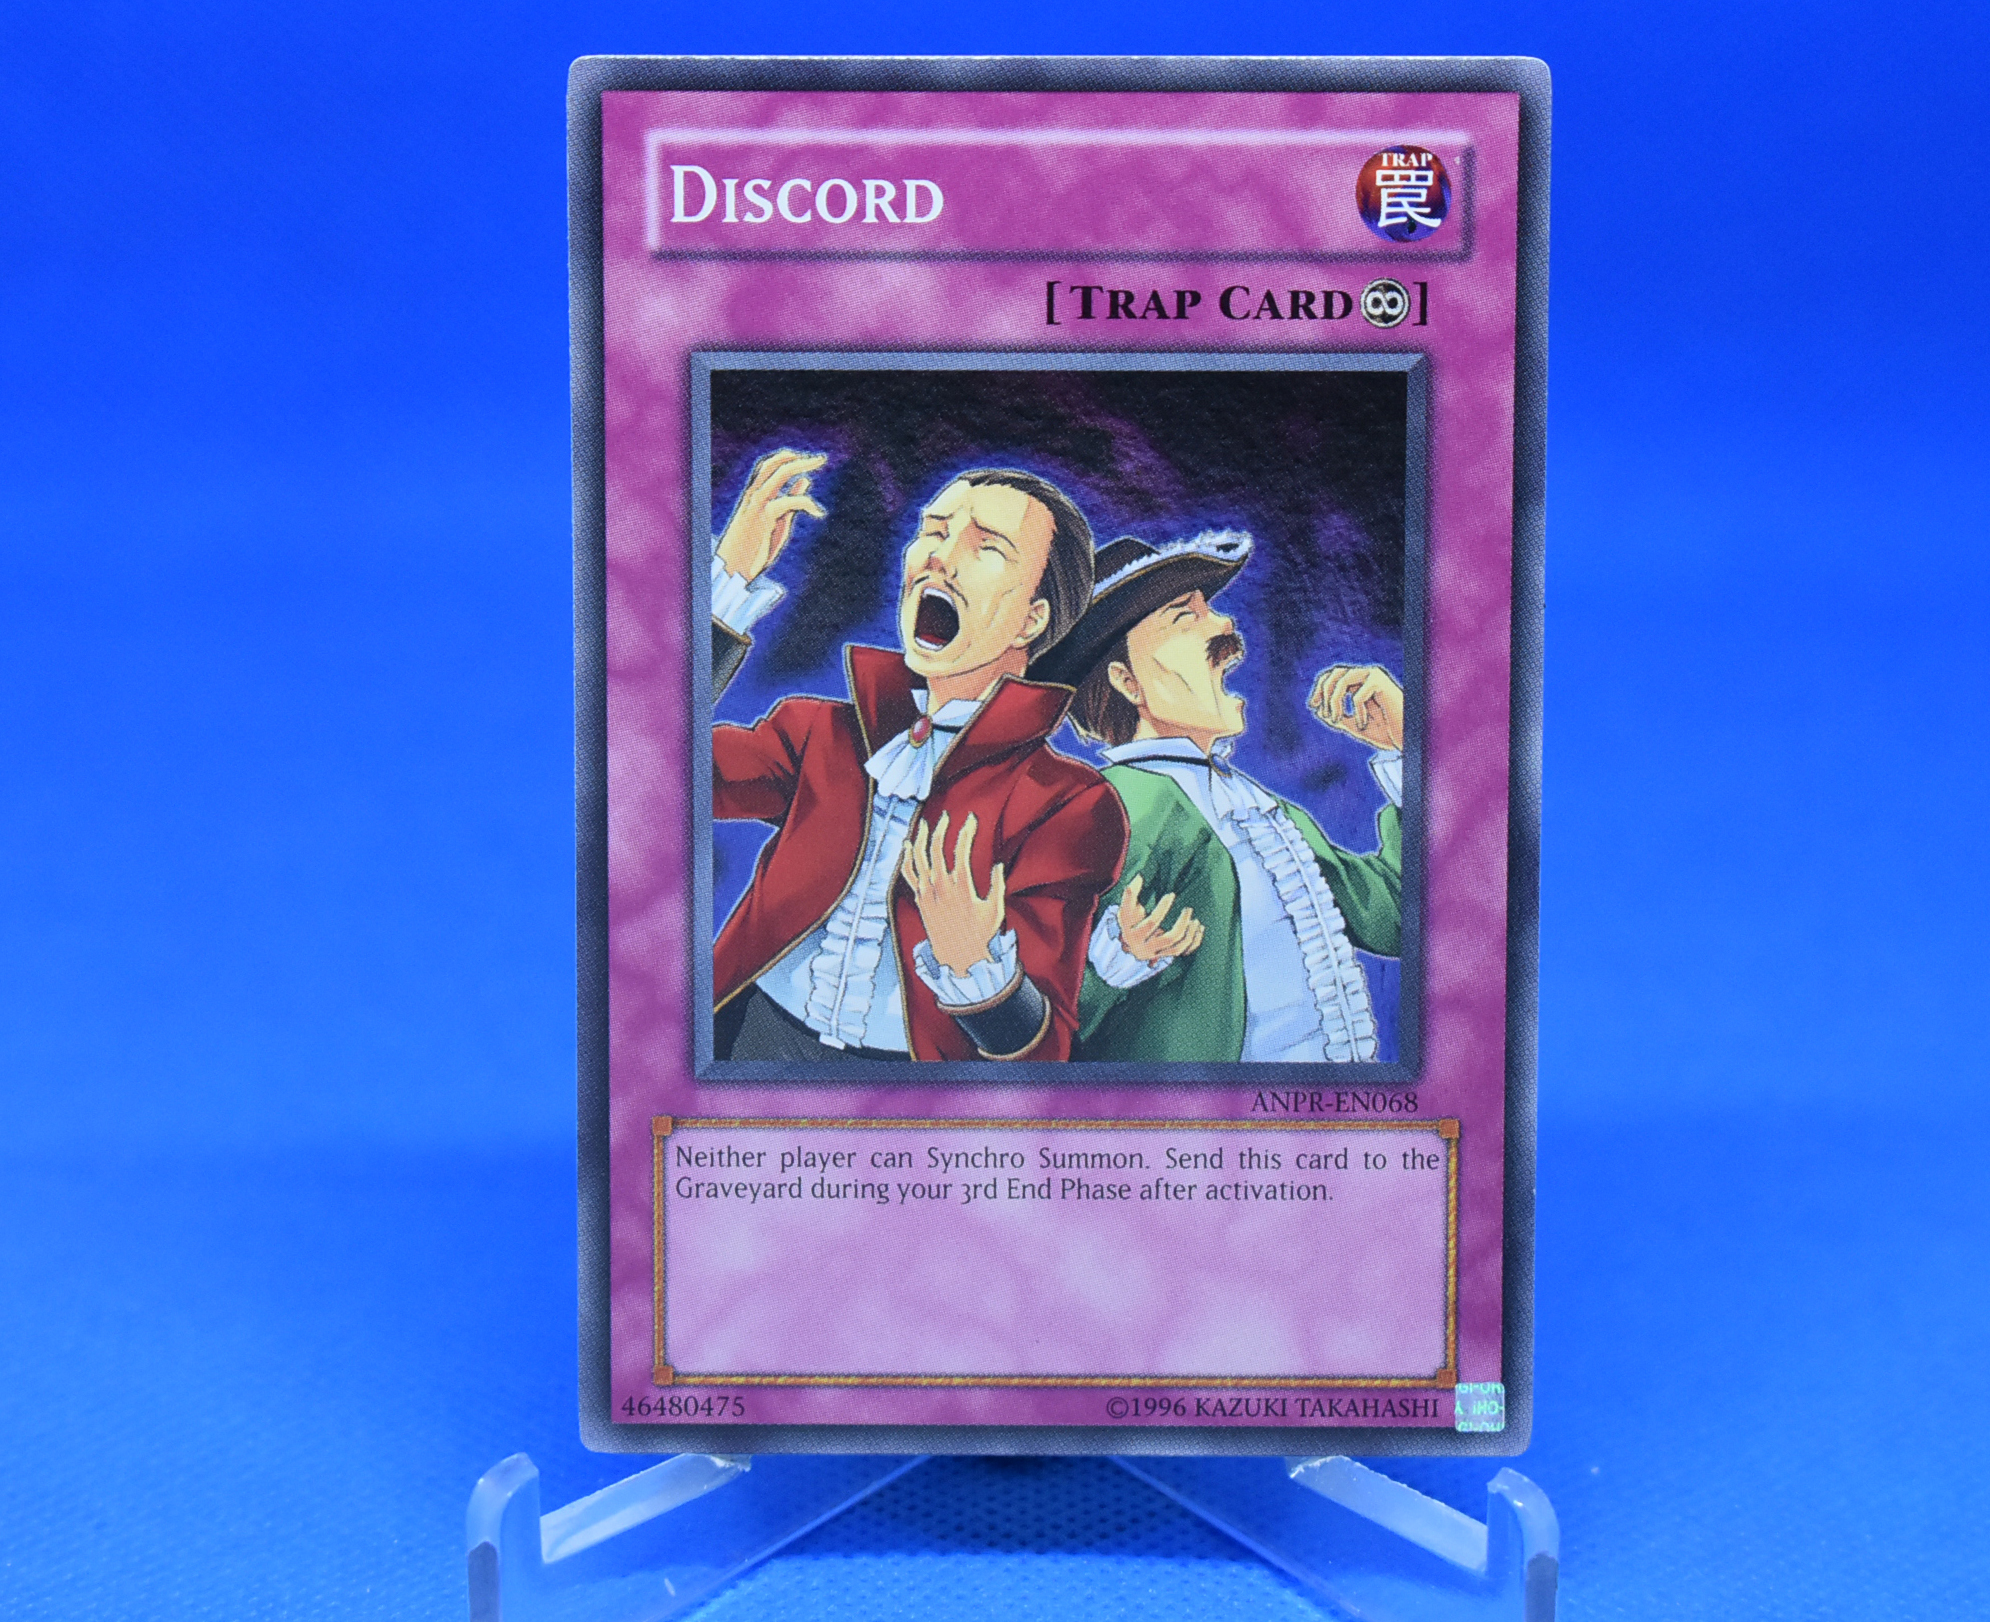 DISCORD
TRAP
罠
[TRAP CARD]
ANPR-EN068
Neither player can Synchro Summon. Send this card to the
Graveyard during your 3rd End Phase after activation.
46480475
©1996 KAZUKI TAKAHASHI